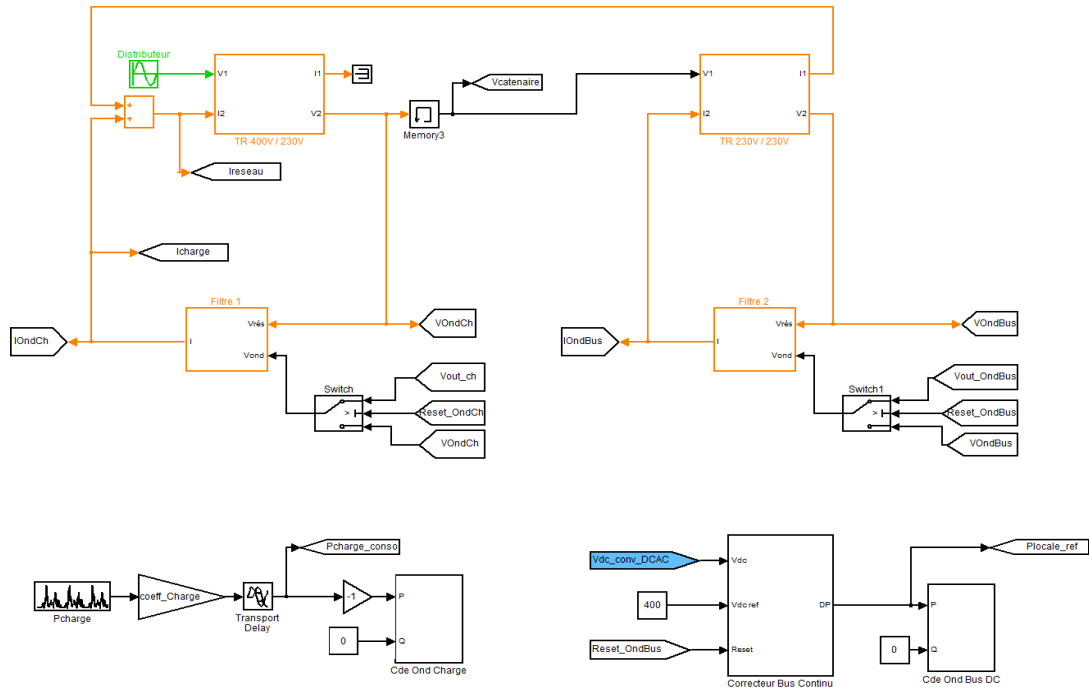 Distributeur
V1
I1
I2
V2
TR 400V / 230V
+
+
Memory3
Vcatenaire
V1
I1
I2
V2
TR 230V / 230V
Ireseau
Icharge
Filtre 1
Vrés
I
Vond
IOndCh
VOndCh
Switch
>
Vout_ch
Reset_OndCh
VOndCh
Filtre 2
Vrés
I
Vond
IOndBus
VOndBus
Switch1
>
Vout_OndBus
Reset_OndBus
VOndBus
Pcharge
coeff_Charge
Transport
Delay
Pcharge_conso
-1
0
P
Q
Cde Ond Charge
Vdc_conv_DCAC
400
Reset_OndBus
Vdc
Vdc ref
Reset
DP
Correcteur Bus Continu
Plocale_ref
0
P
Q
Cde Ond Bus DC